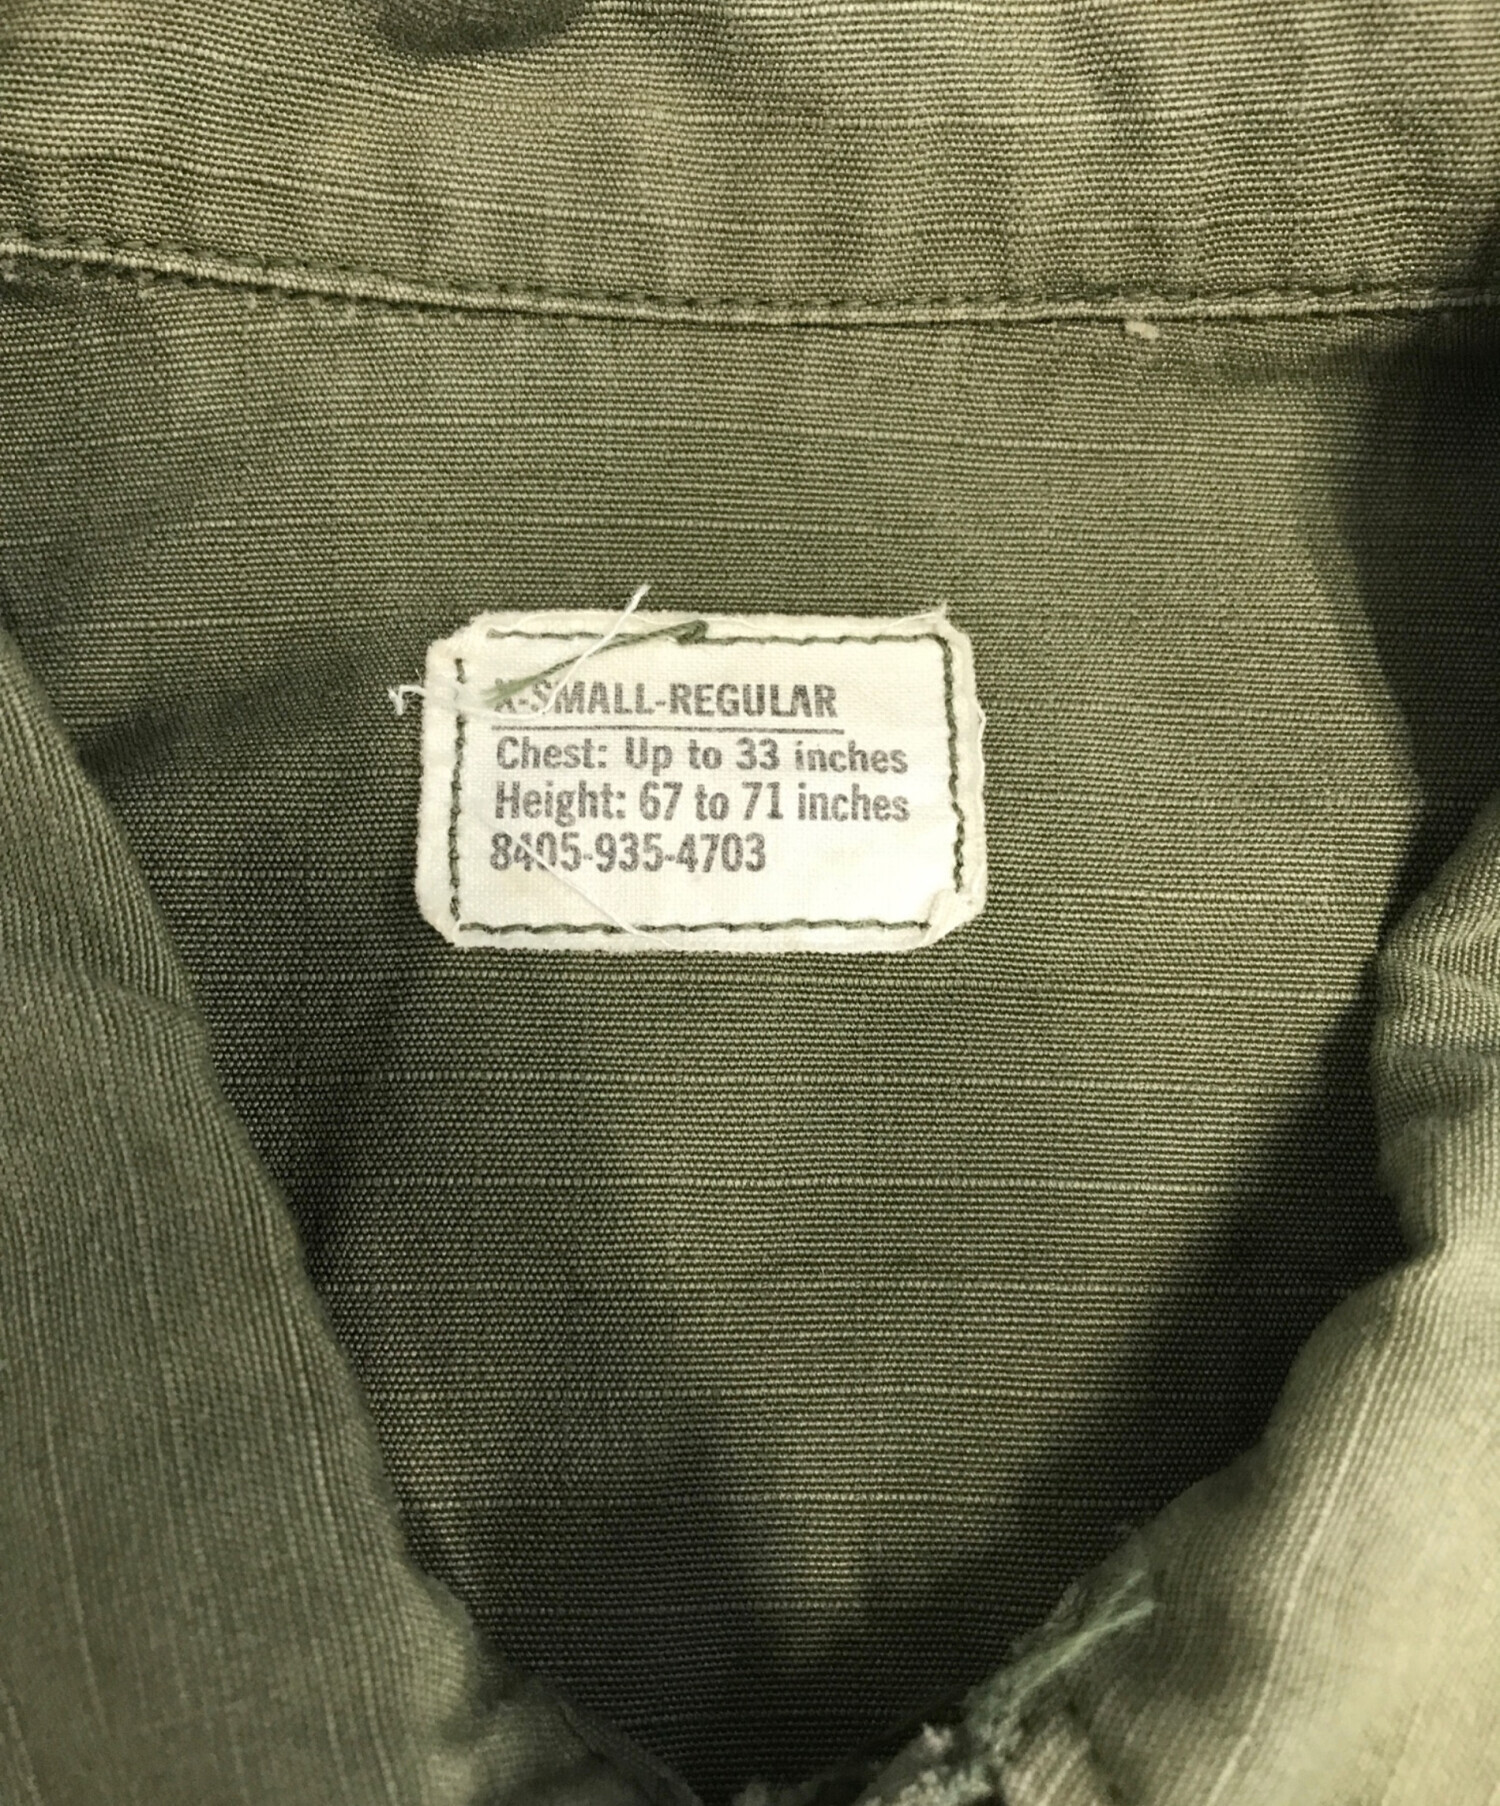 X-SMALL-REGULAR
Chest: Up to 33 inches
Height: 67 to 71 inches
8405-935-4703